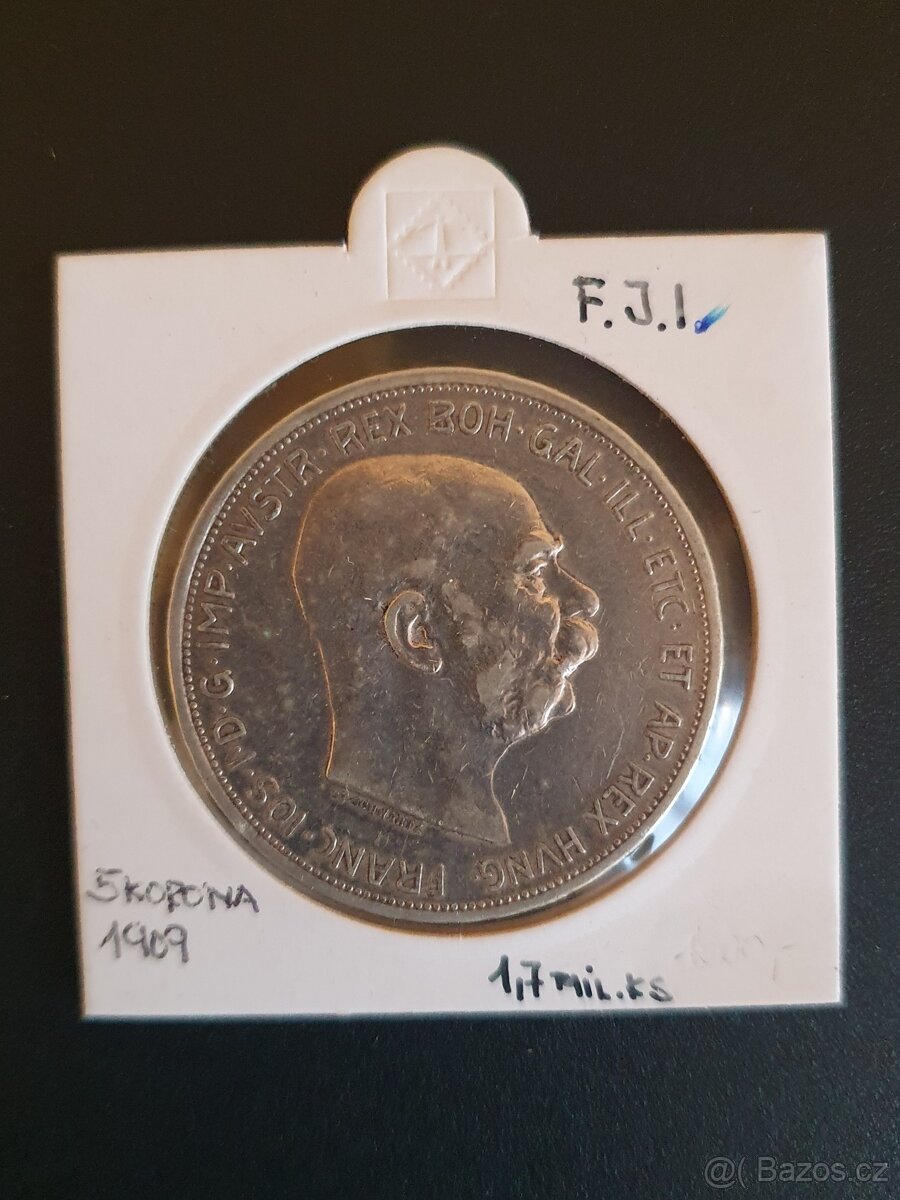 F.J.I.
FRANC·IOS·I·D·G·IMP·AVSTR·REX BOH·GAL·ILL·ETC·ET AP·REX HVNG·
5 KORÓNA
1909
1,7 MIL.KS
@( Bazos.cz